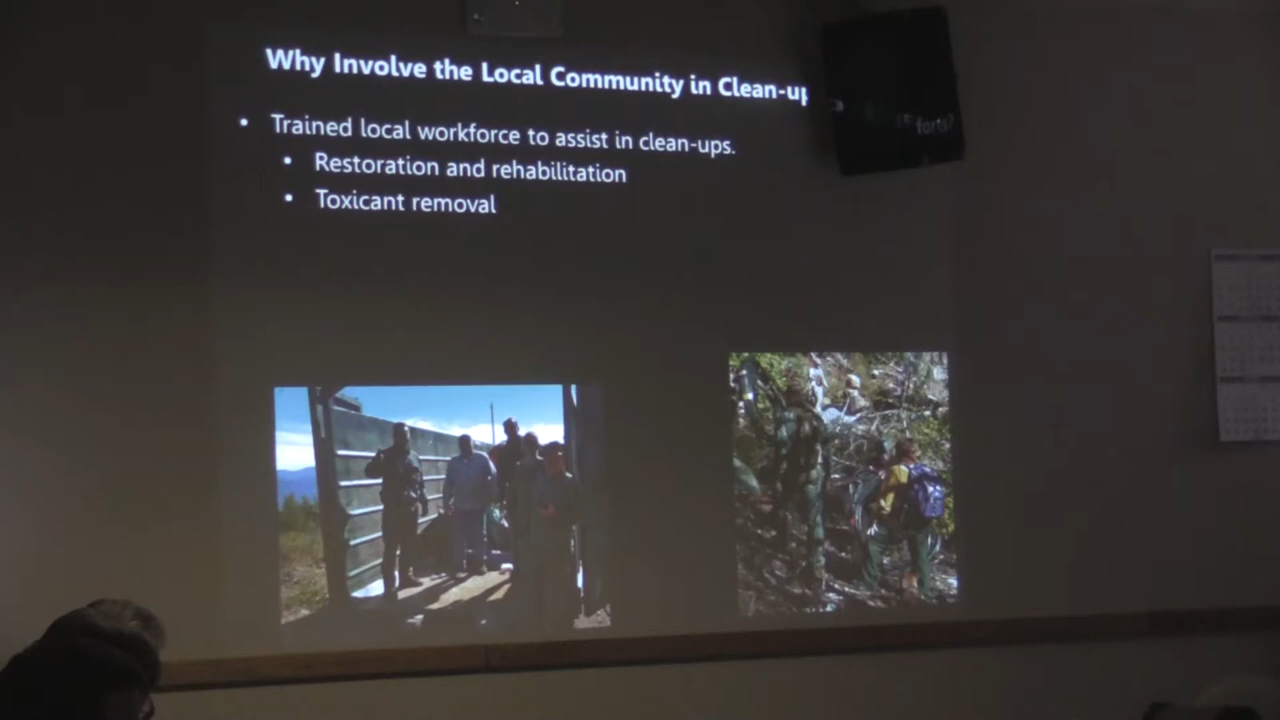 Why Involve the Local Community in Clean-up
forts?
• Trained local workforce to assist in clean-ups.
• Restoration and rehabilitation
• Toxicant removal